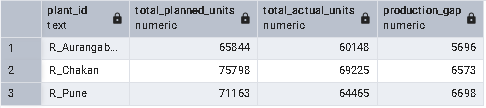 plant_id text total_planned_units numeric total_actual_units numeric production_gap numeric
1 R_Aurangab... 65844 60148 5696
2 R_Chakan 75798 69225 6573
3 R_Pune 71163 64465 6698